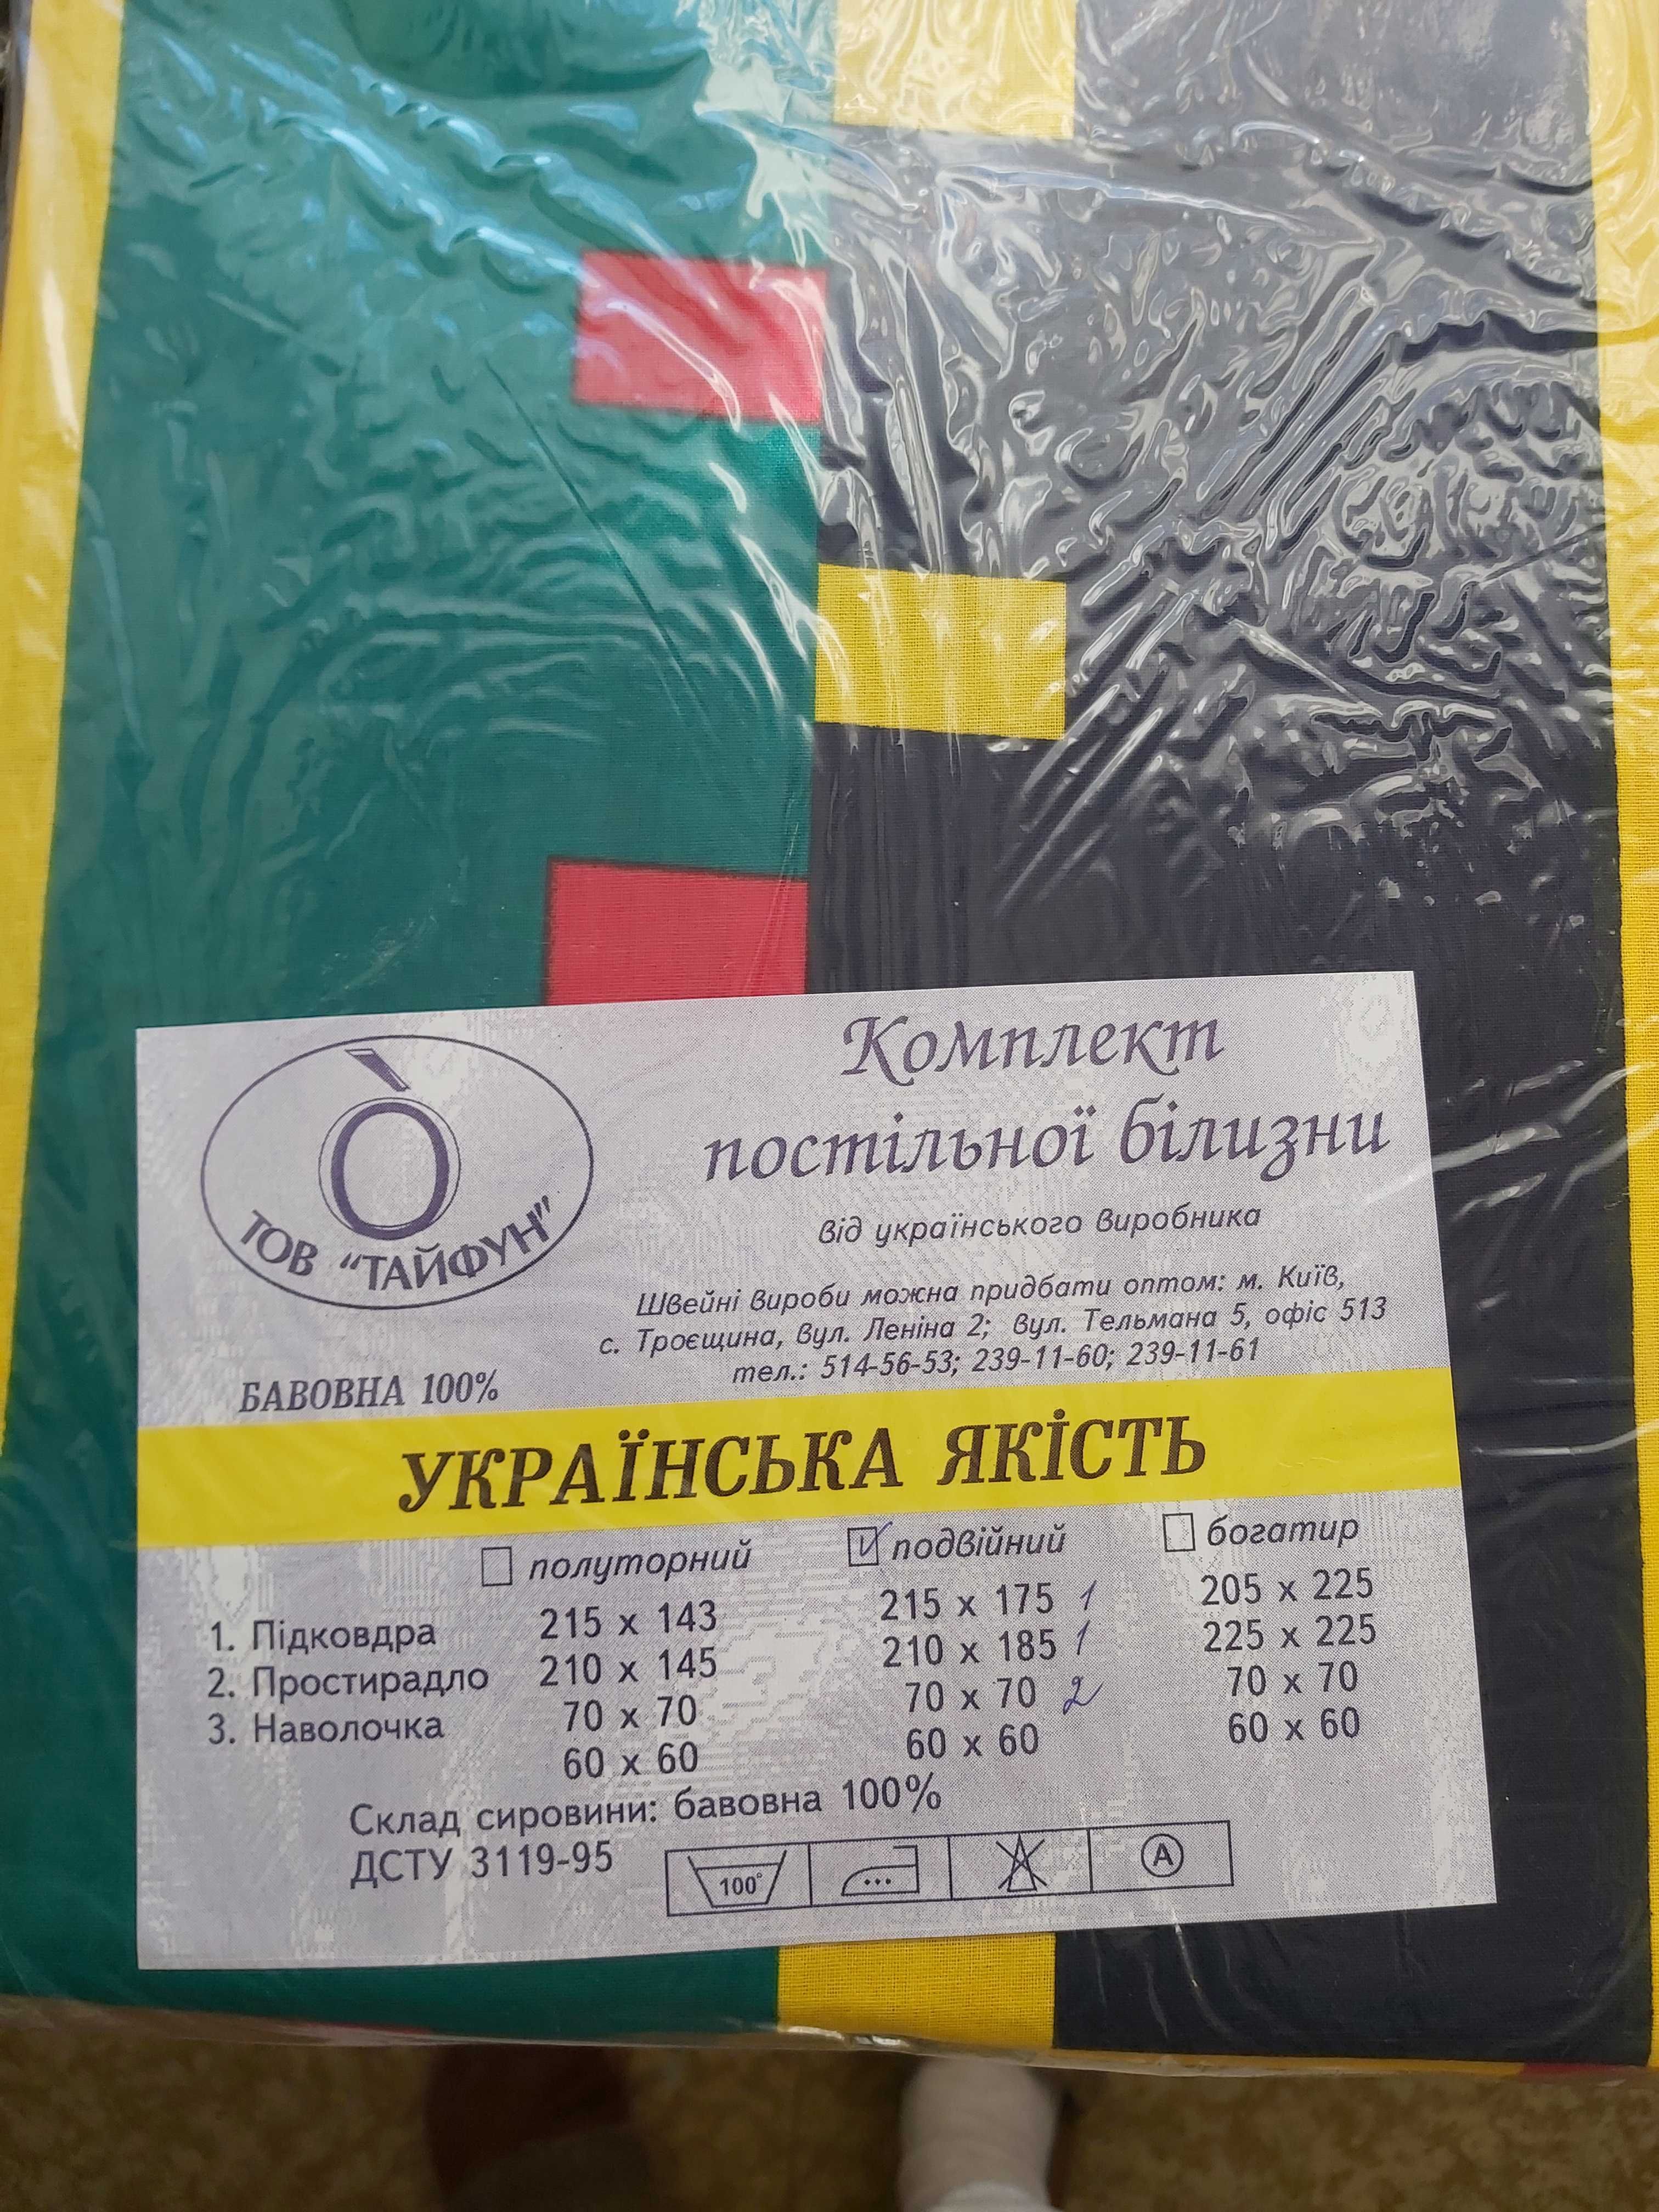 ТОВ "ТАЙФУН"
Комплект
постільної білизни
від українського виробника
Швейні вироби можна придбати оптом: м. Київ,
с. Троєщина, вул. Леніна 2; вул. Тельмана 5, офіс 513
тел.: 514-56-53; 239-11-60; 239-11-61
БАВОВНА 100%
УКРАЇНСЬКА ЯКІСТЬ
полуторний подвійний богатир
1. Підковдра 215 х 143 215 х 175 1 205 х 225
2. Простирадло 210 х 145 210 х 185 1 225 х 225
3. Наволочка 70 х 70 70 х 70 2 70 х 70
60 х 60 60 х 60 60 х 60
Склад сировини: бавовна 100%
ДСТУ 3119-95
100° А